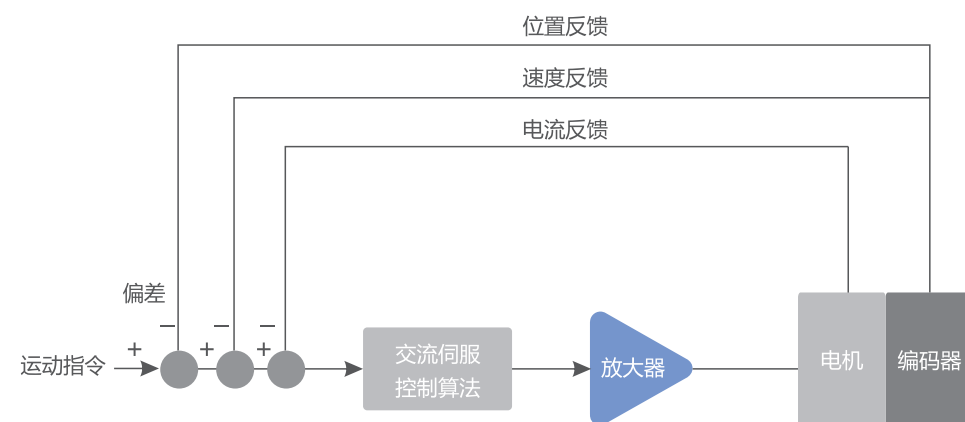 位置反馈
速度反馈
电流反馈
偏差
− − −
+ + +
运动指令
交流伺服
控制算法
放大器
电机
编码器